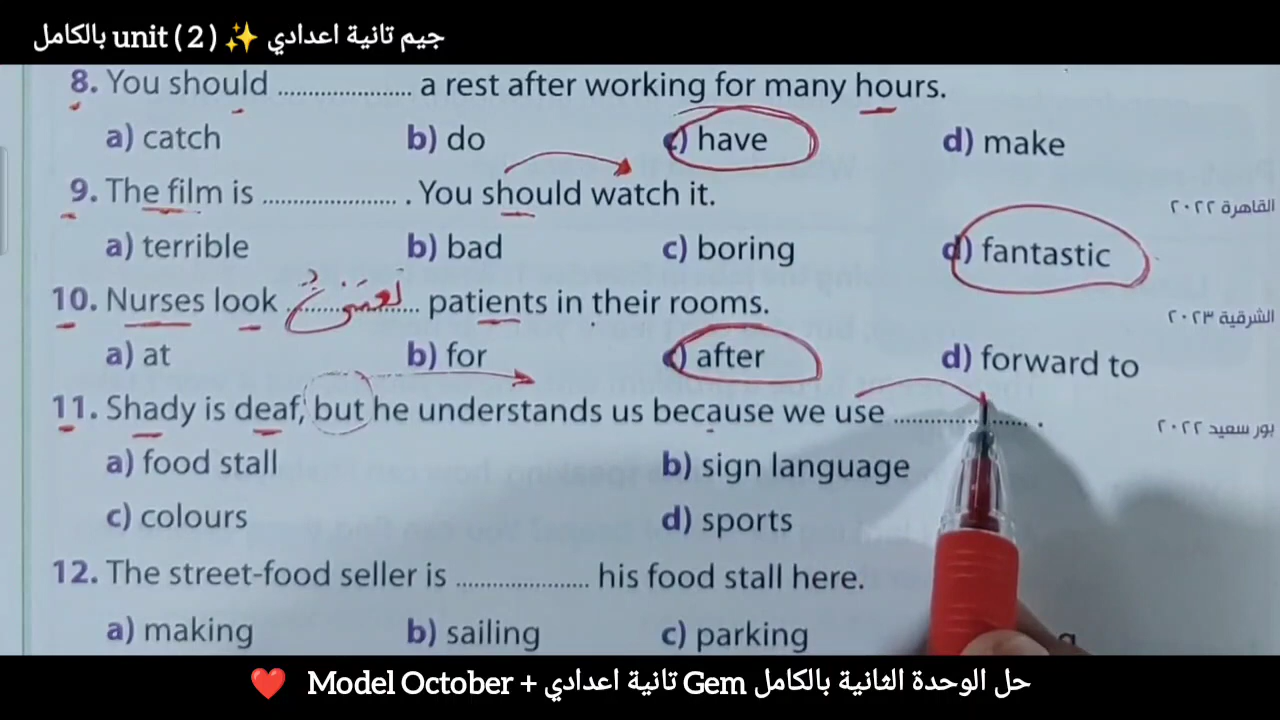 جيم تانية اعدادي ✨ unit ( 2 ) بالكامل
8. You should ..................... a rest after working for many hours.
a) catch b) do c) have d) make
9. The film is ..................... . You should watch it.
القاهرة ٢٠٢٢
a) terrible b) bad c) boring d) fantastic
10. Nurses look ..................... patients in their rooms.
الشرقية ٢٠٢٣
a) at b) for c) after d) forward to
11. Shady is deaf, but he understands us because we use ..................... .
بور سعيد ٢٠٢٢
a) food stall b) sign language
c) colours d) sports
12. The street-food seller is ..................... his food stall here.
a) making b) sailing c) parking
حل الوحدة الثانية بالكامل Gem تانية اعدادي + Model October ❤️